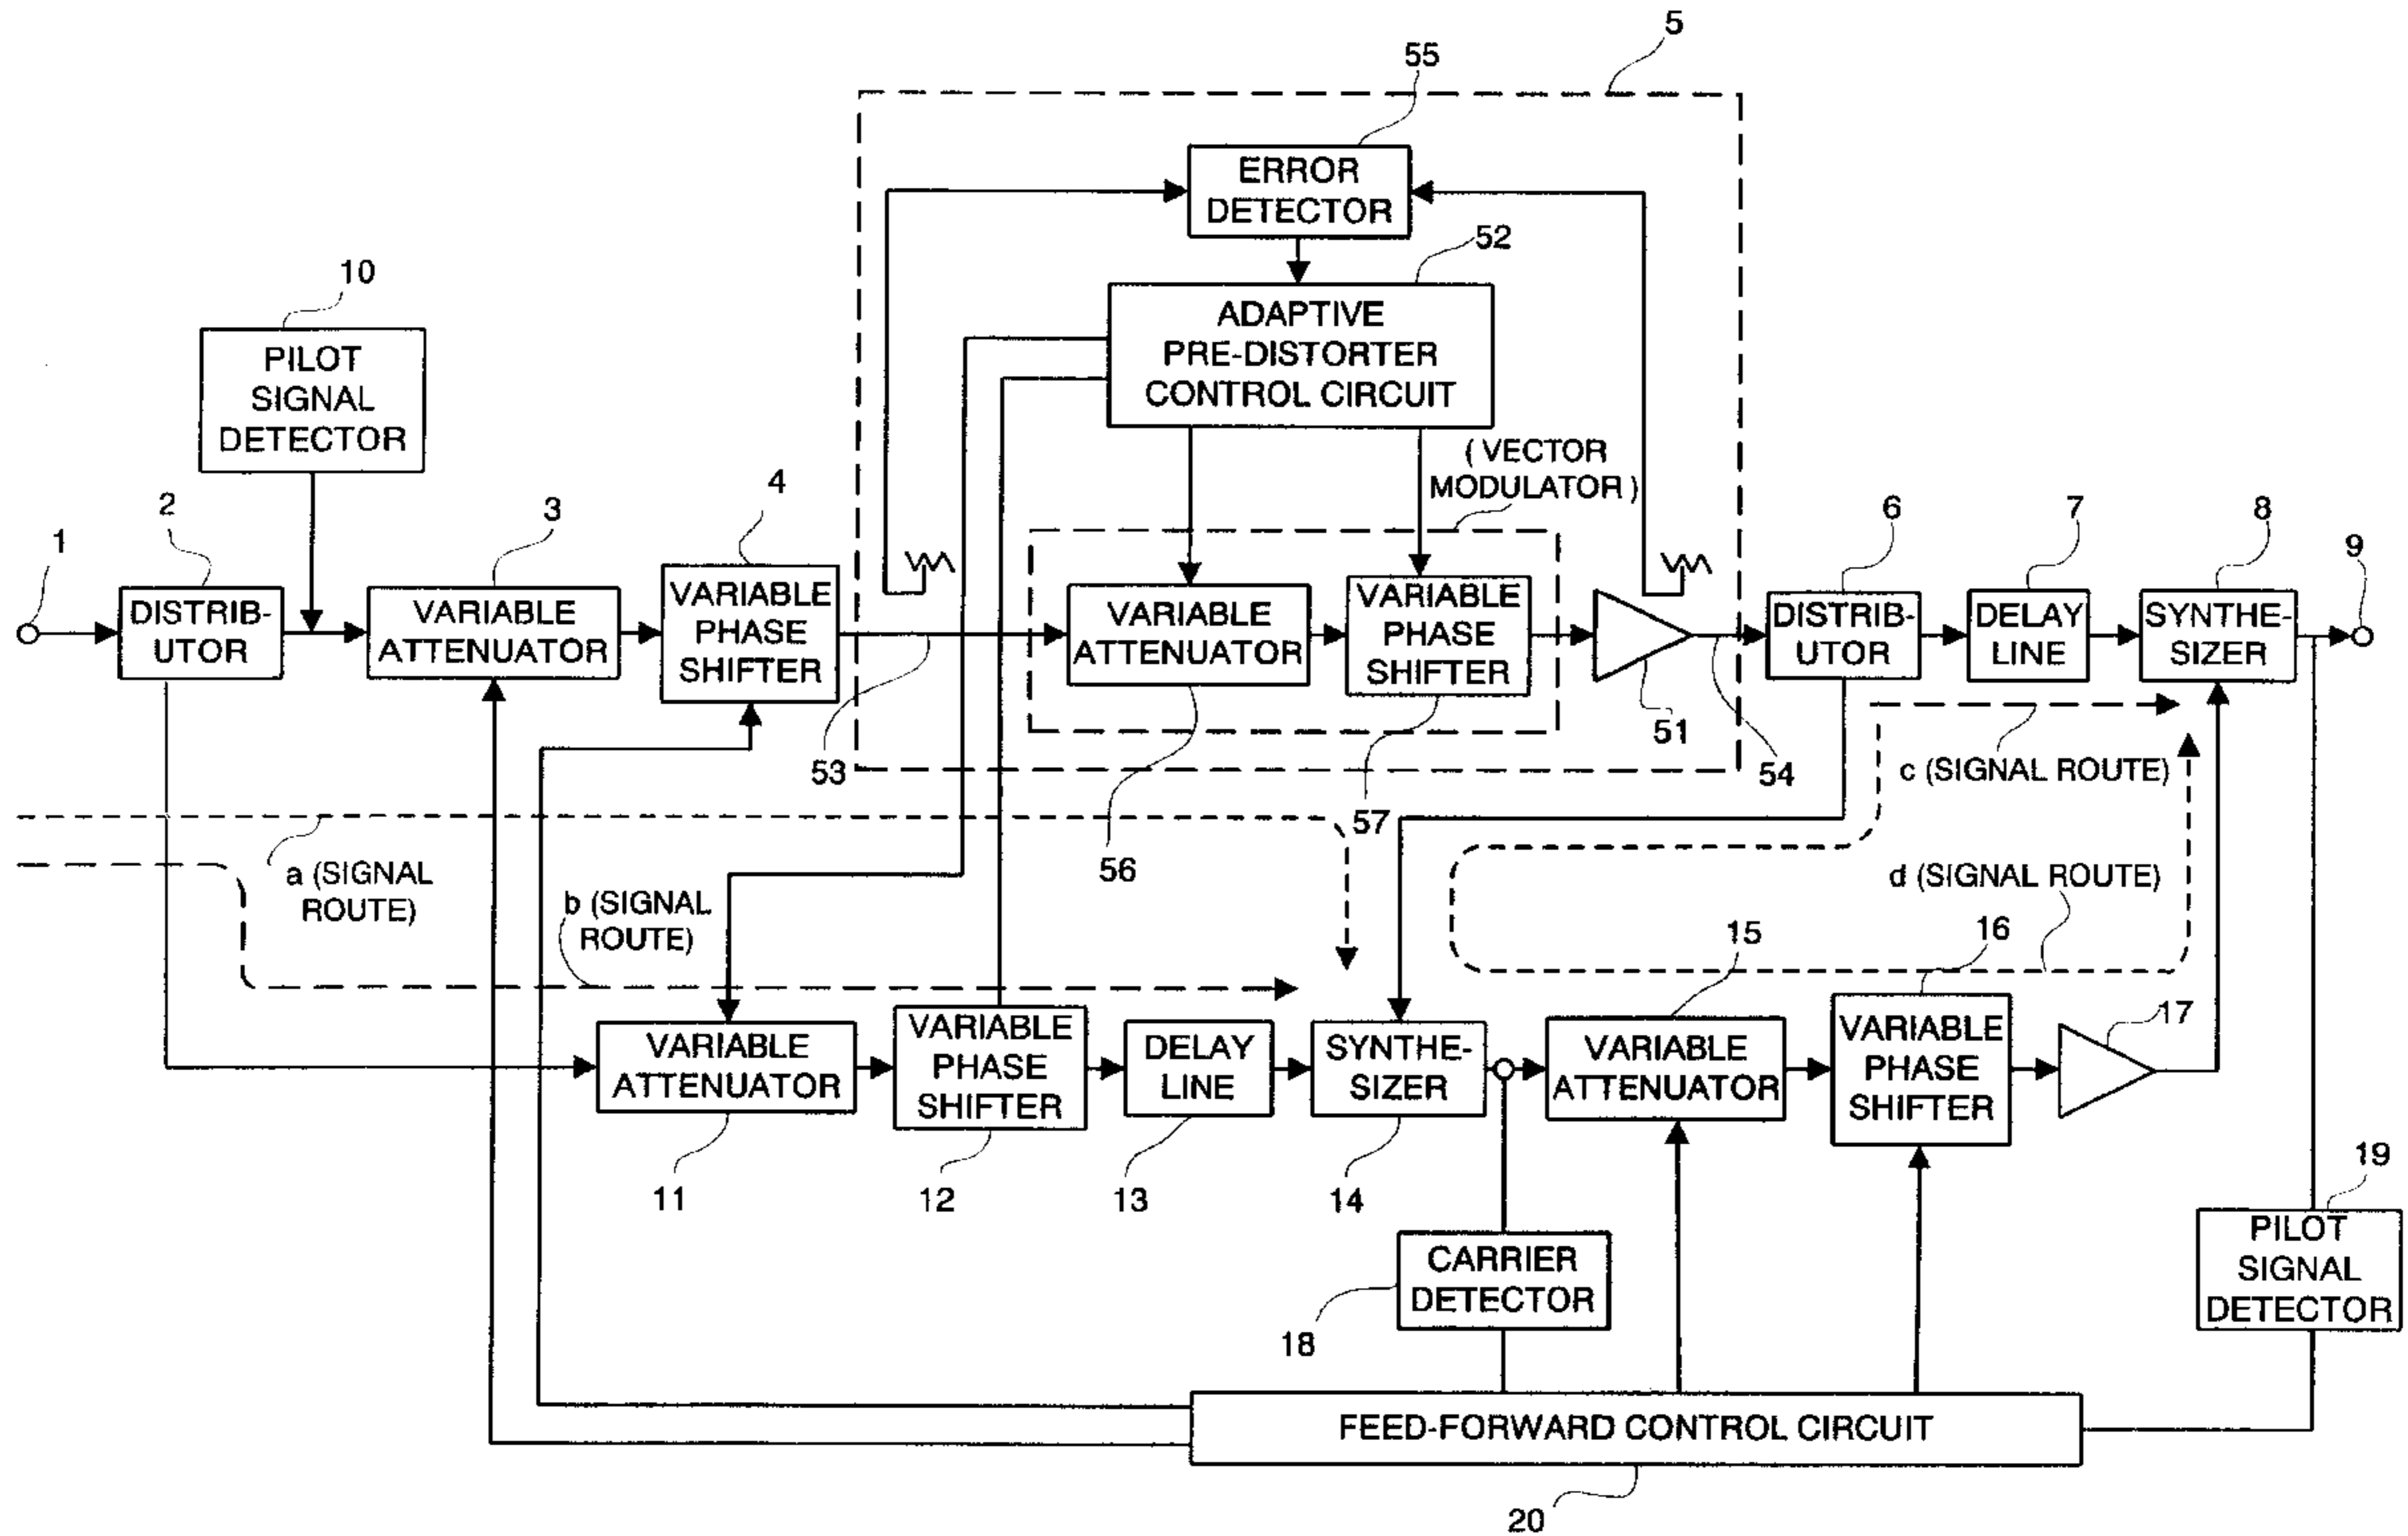 5
55
ERROR
DETECTOR
52
10
ADAPTIVE
PRE-DISTORTER
CONTROL CIRCUIT
PILOT
SIGNAL
DETECTOR
( VECTOR
MODULATOR )
1
2
3
4
6
7
8
9
DISTRIB-
UTOR
VARIABLE
ATTENUATOR
VARIABLE
PHASE
SHIFTER
VARIABLE
ATTENUATOR
VARIABLE
PHASE
SHIFTER
DISTRIB-
UTOR
DELAY
LINE
SYNTHE-
SIZER
53
51
54
56
57
c (SIGNAL ROUTE)
a (SIGNAL
ROUTE)
b (SIGNAL
ROUTE)
d (SIGNAL ROUTE)
15
16
17
VARIABLE
ATTENUATOR
VARIABLE
PHASE
SHIFTER
DELAY
LINE
SYNTHE-
SIZER
VARIABLE
ATTENUATOR
VARIABLE
PHASE
SHIFTER
11
12
13
14
19
CARRIER
DETECTOR
18
PILOT
SIGNAL
DETECTOR
FEED-FORWARD CONTROL CIRCUIT
20